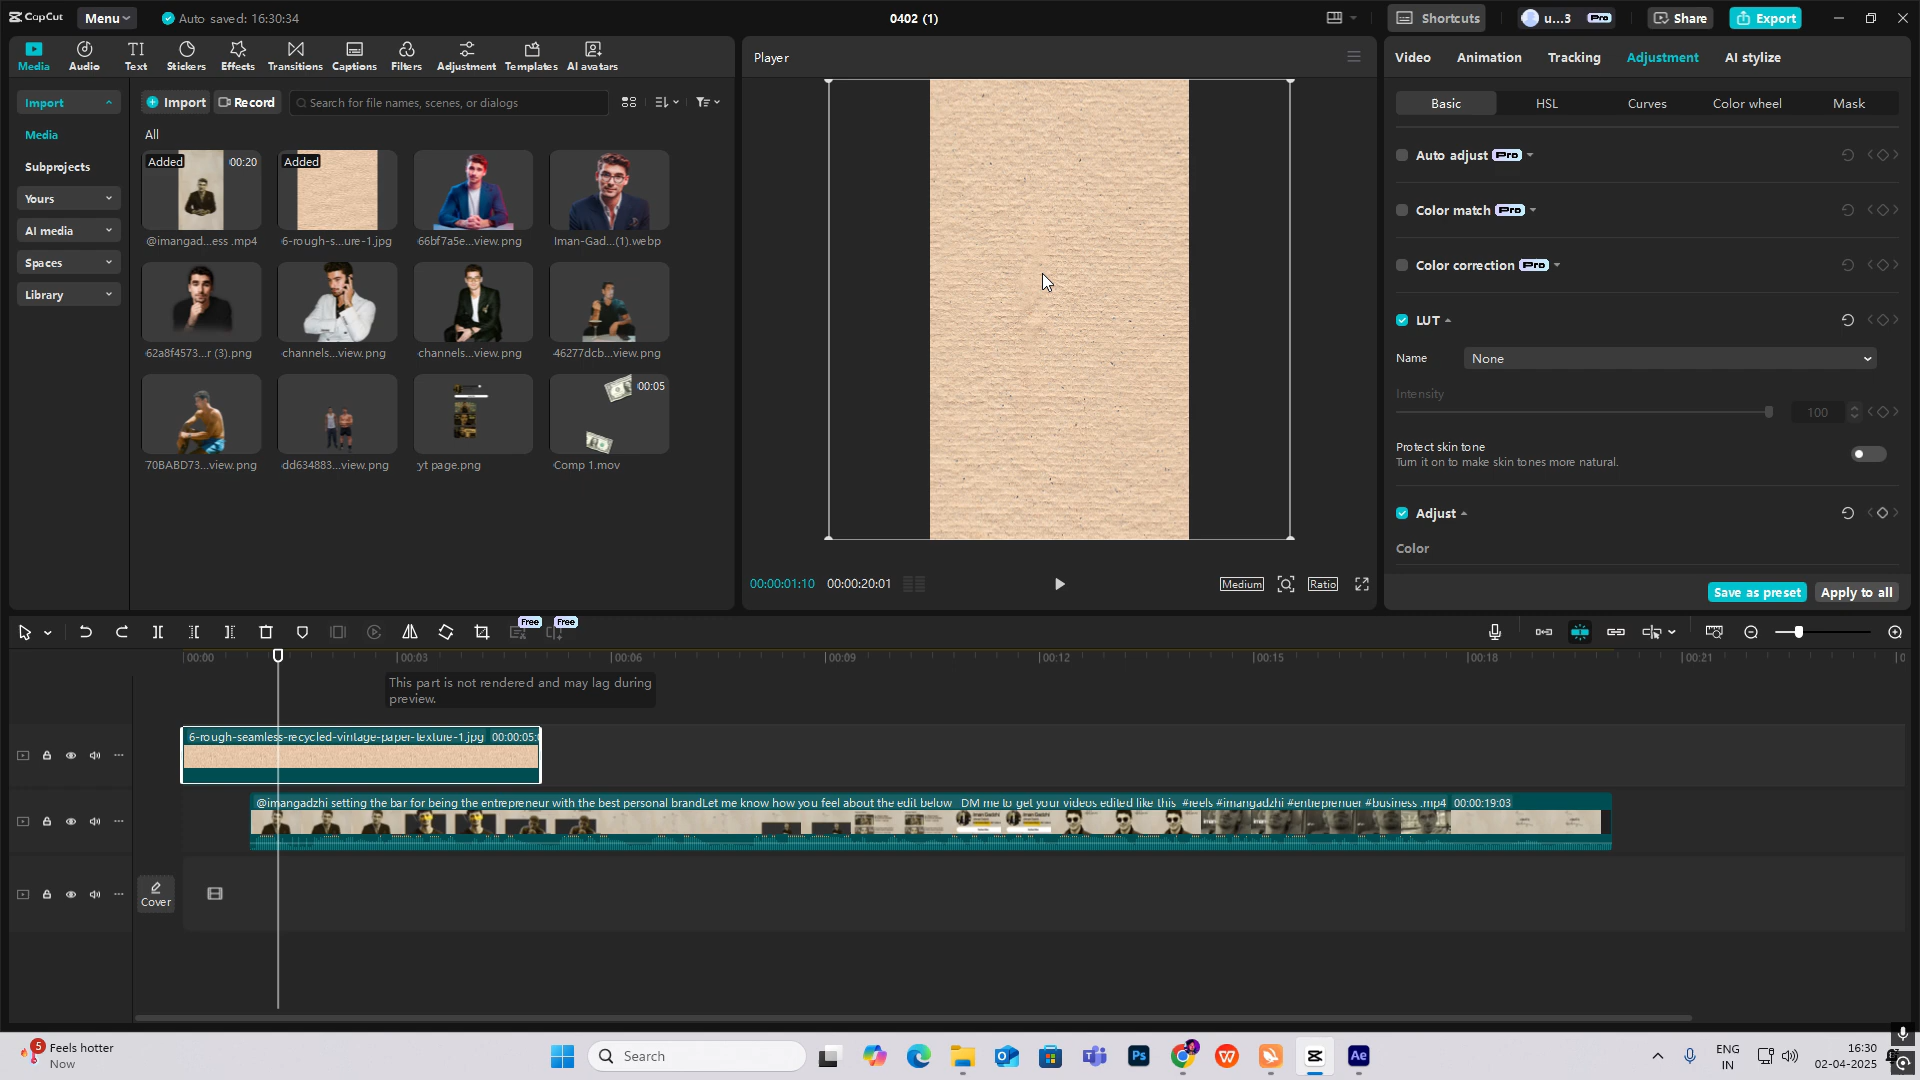 CapCut
Menu
Auto saved: 16:30:34
0402 (1)
Shortcuts
u...3
Pro
Share
Export
Media
Audio
Text
Stickers
Effects
Transitions
Captions
Filters
Adjustment
Templates
AI avatars
Import
Media
Subprojects
Yours
AI media
Spaces
Library
Import
Record
Search for file names, scenes, or dialogs
All
Added
00:20
Added
@imangad...ess .mp4
6-rough-s...ure-1.jpg
66bf7a5e...view.png
Iman-Gad...(1).webp
62a8f4573...r (3).png
channels...view.png
channels...view.png
46277dcb...view.png
00:05
70BABD73...view.png
dd634883...view.png
yt page.png
Comp 1.mov
Player
00:00:01:10
00:00:20:01
Medium
Ratio
Video
Animation
Tracking
Adjustment
AI stylize
Basic
HSL
Curves
Color wheel
Mask
Auto adjust
Pro
Color match
Pro
Color correction
Pro
LUT
Name
None
Intensity
100
Protect skin tone
Turn it on to make skin tones more natural.
Adjust
Color
Save as preset
Apply to all
Free
Free
00:00
00:03
00:06
00:09
00:12
00:15
00:18
00:21
This part is not rendered and may lag during
preview.
6-rough-seamless-recycled-vintage-paper-texture-1.jpg 00:00:05:
@imangadzhi setting the bar for being the entrepreneur with the best personal brandLet me know how you feel about the edit below DM me to get your videos edited like this #reels #imangadzhi #entreprenuer #business .mp4 00:00:19:03
Cover
5
Feels hotter
Now
Search
Ps
Ae
ENG
IN
16:30
02-04-2025